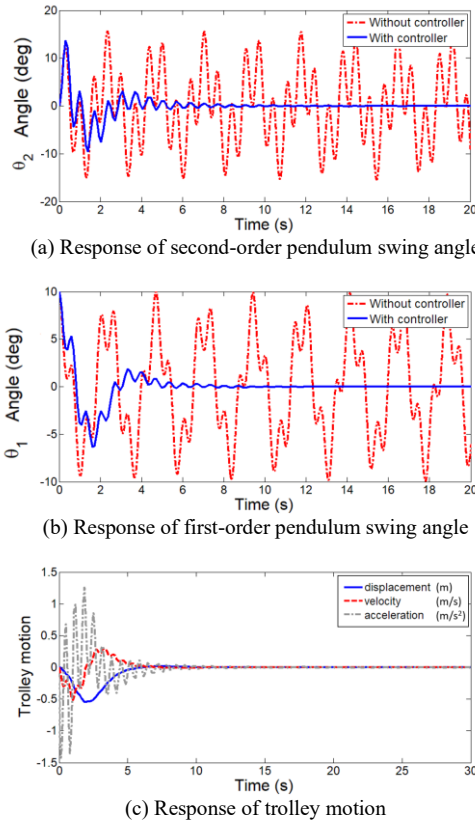 20
10
0
-10
-20
θ2 Angle (deg)
Without controller
With controller
0 2 4 6 8 10 12 14 16 18 20
Time (s)
(a) Response of second-order pendulum swing angle
10
5
0
-5
-10
θ1 Angle (deg)
Without controller
With controller
0 2 4 6 8 10 12 14 16 18 20
Time (s)
(b) Response of first-order pendulum swing angle
1.5
1
0.5
0
-0.5
-1
-1.5
Trolley motion
displacement (m)
velocity (m/s)
acceleration (m/s²)
0 5 10 15 20 25 30
Time (s)
(c) Response of trolley motion